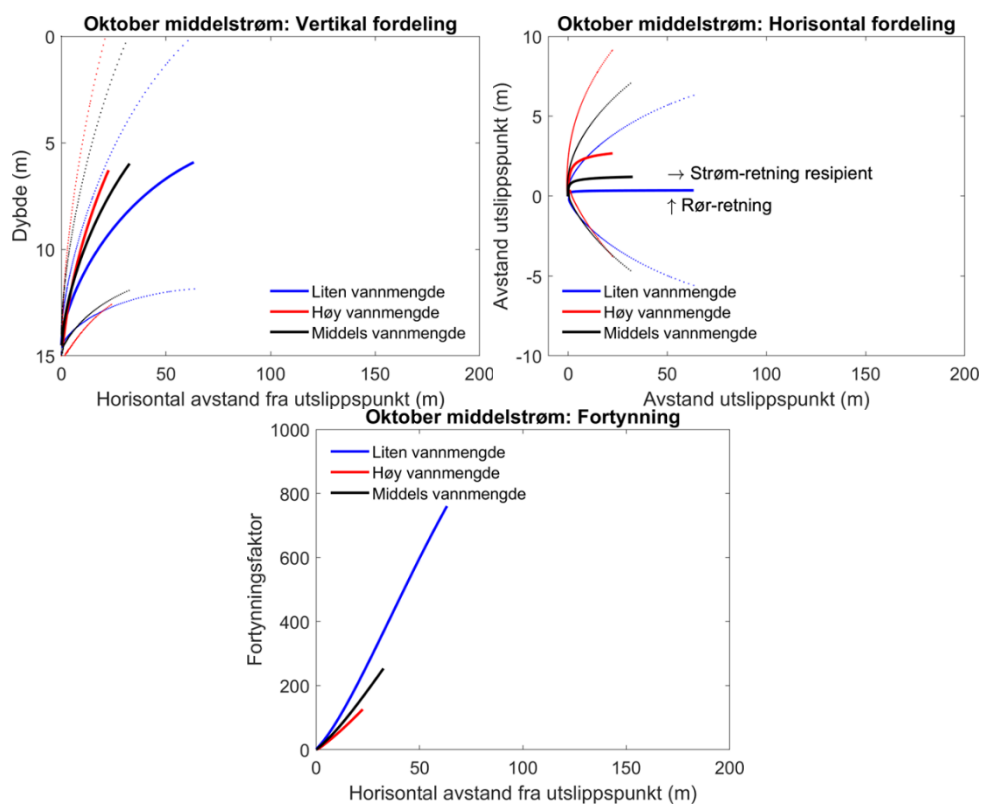 Oktober middelstrøm: Vertikal fordeling
0
5
10
15
Dybde (m)
Liten vannmengde
Høy vannmengde
Middels vannmengde
0
50
100
150
200
Horisontal avstand fra utslippspunkt (m)
Oktober middelstrøm: Horisontal fordeling
10
5
0
-5
-10
Avstand utslippspunkt (m)
→ Strøm-retning resipient
↑ Rør-retning
Liten vannmengde
Høy vannmengde
Middels vannmengde
0
50
100
150
200
Avstand utslippspunkt (m)
Oktober middelstrøm: Fortynning
1000
800
600
400
200
0
Fortynningsfaktor
Liten vannmengde
Høy vannmengde
Middels vannmengde
0
50
100
150
200
Horisontal avstand fra utslippspunkt (m)